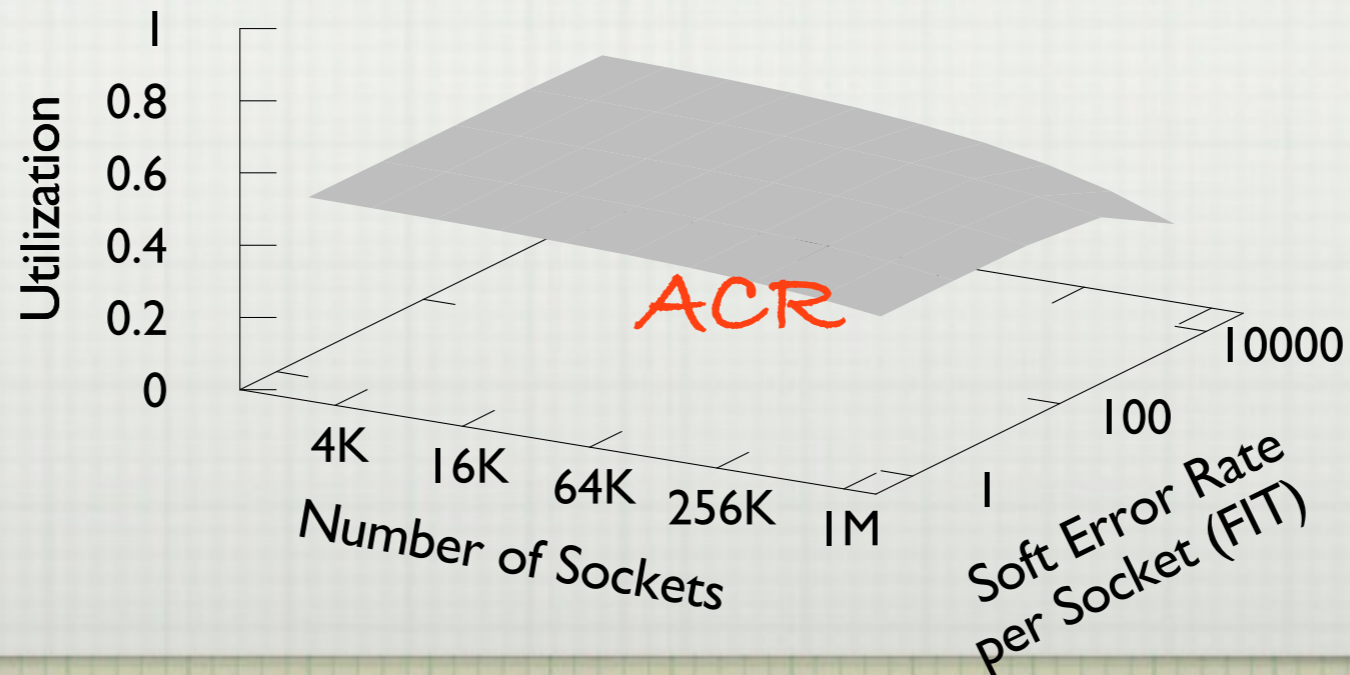 1
0.8
0.6
0.4
0.2
0
Utilization
ACR
4K
16K
64K
256K
1M
Number of Sockets
1
100
10000
Soft Error Rate
per Socket (FIT)